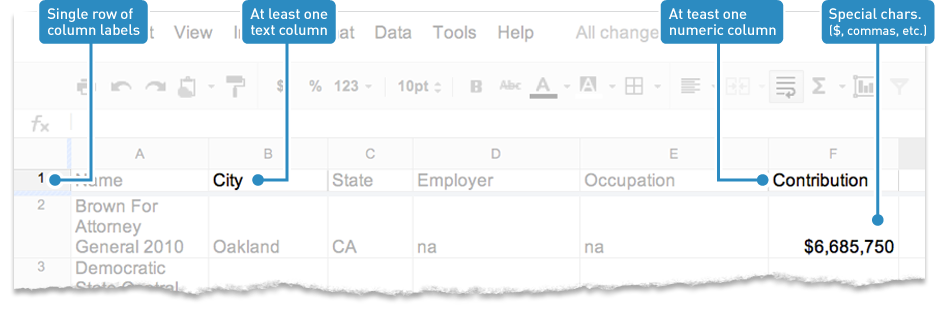 Single row of
column labels
At least one
text column
At teast one
numeric column
Special chars.
($, commas, etc.)
View
Data Tools Help All change
$ % 123 10pt B Abc A A Σ
fx
A B C D E F
1 Name City State Employer Occupation Contribution
2 Brown For
Attorney
General 2010 Oakland CA na na $6,685,750
3 Democratic
State Central